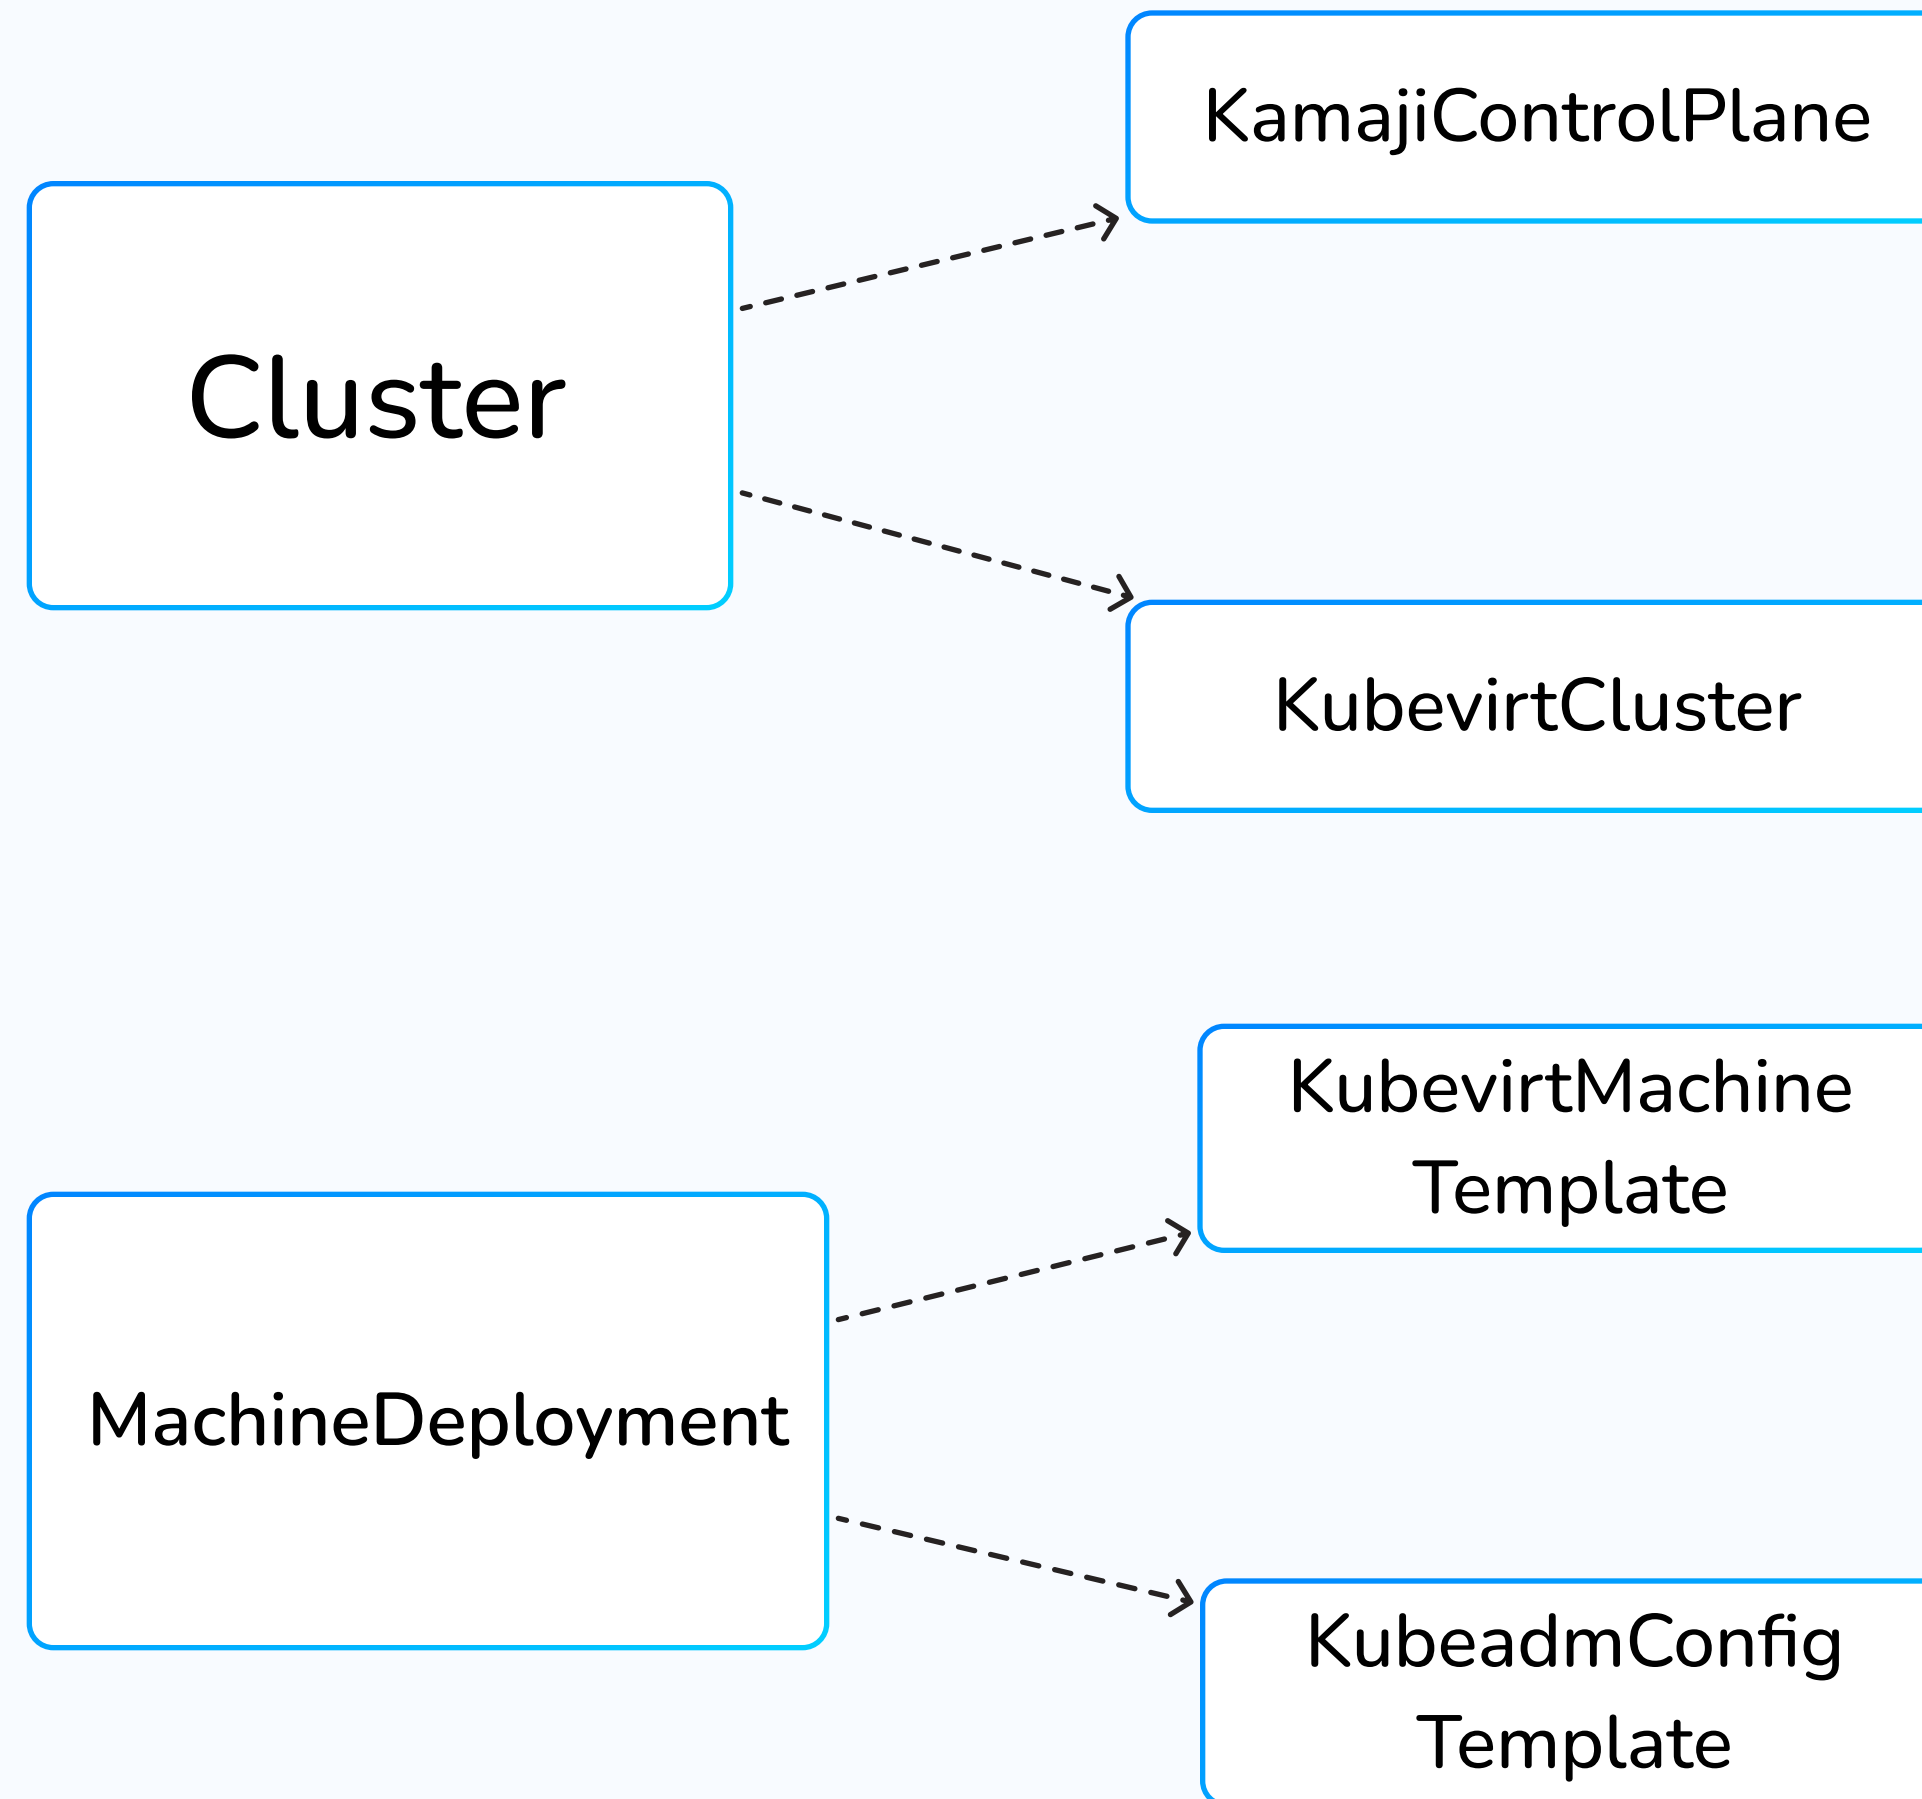 KamajiControlPlane
Cluster
KubevirtCluster
KubevirtMachine
Template
MachineDeployment
KubeadmConfig
Template